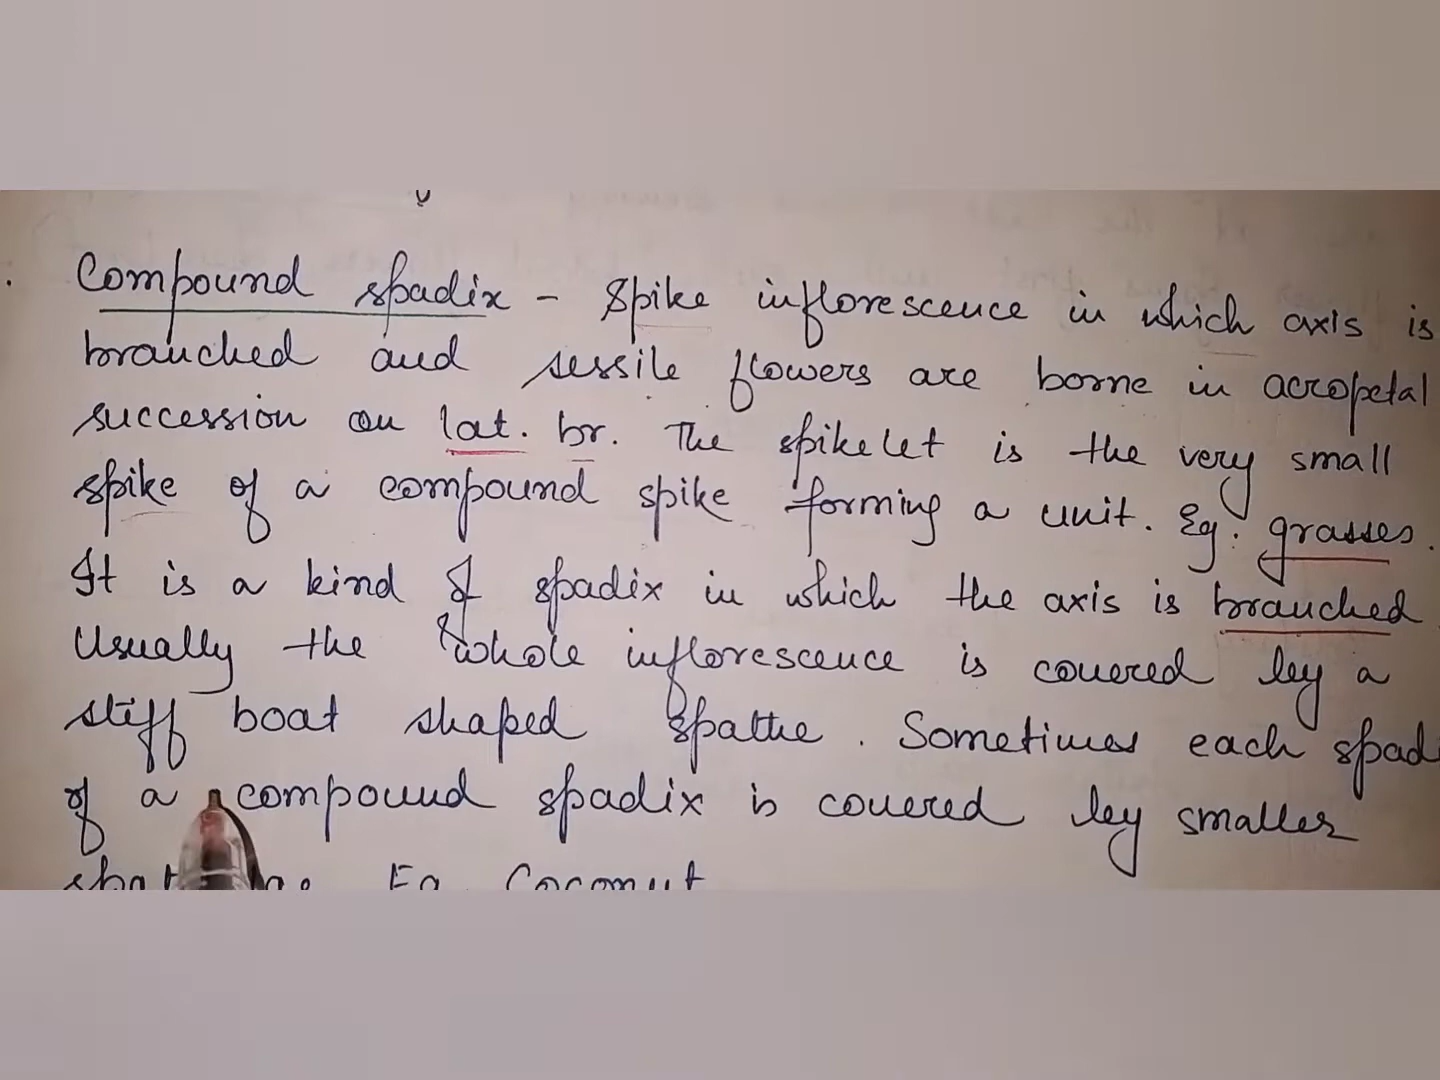 Compound spadix - Spike inflorescence in which axis is
branched and sessile flowers are borne in acropetal
succession on lat. br. The spikelet is the very small
spike of a compound spike forming a unit. Eg. grasses.
It is a kind of spadix in which the axis is branched
Usually the whole inflorescence is covered by a
stiff boat shaped spathe. Sometimes each spad
of a compound spadix is covered by smaller
Eg Coconut